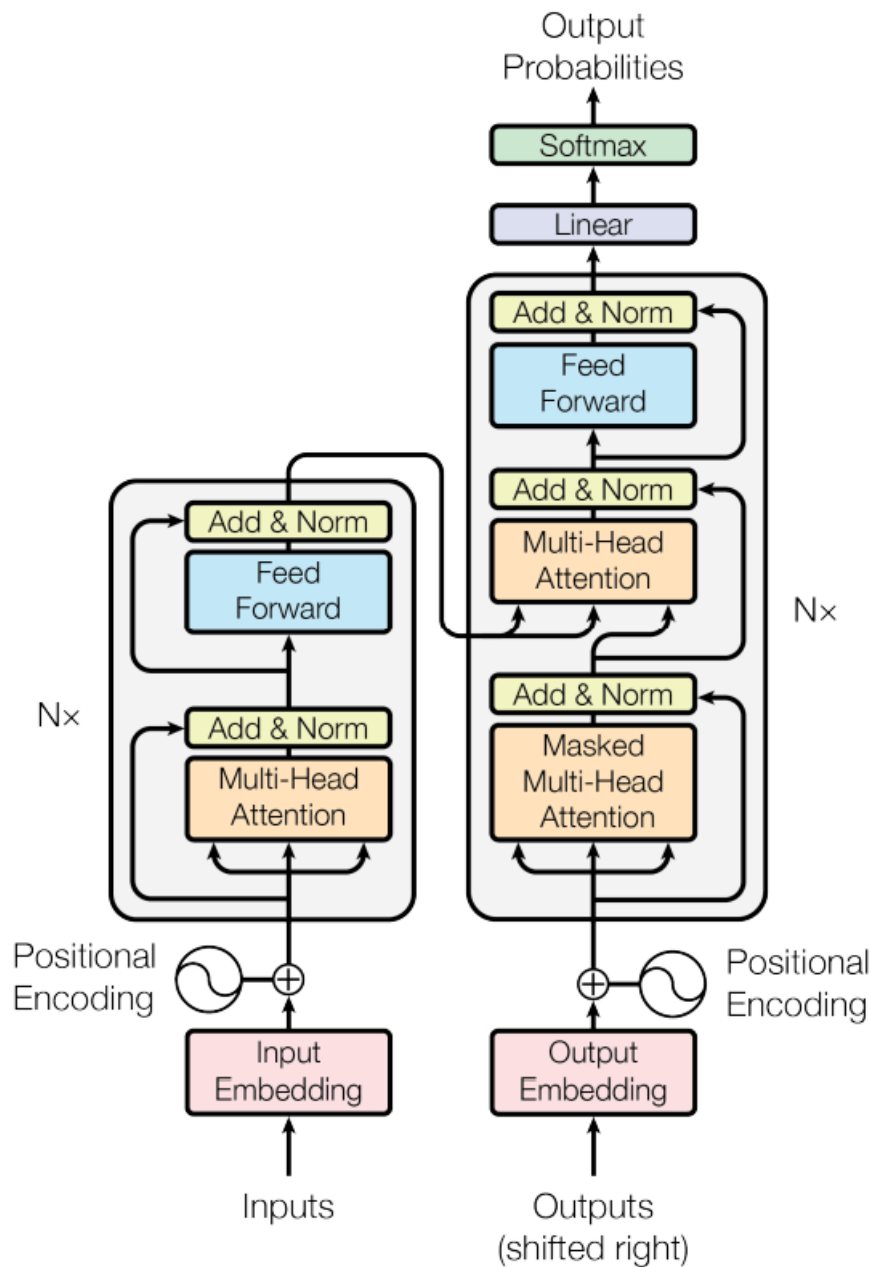 Output
Probabilities
Softmax
Linear
Add & Norm
Feed
Forward
Add & Norm
Multi-Head
Attention
Add & Norm
Masked
Multi-Head
Attention
N×
Positional
Encoding
Output
Embedding
Outputs
(shifted right)
Add & Norm
Feed
Forward
Add & Norm
Multi-Head
Attention
N×
Positional
Encoding
Input
Embedding
Inputs